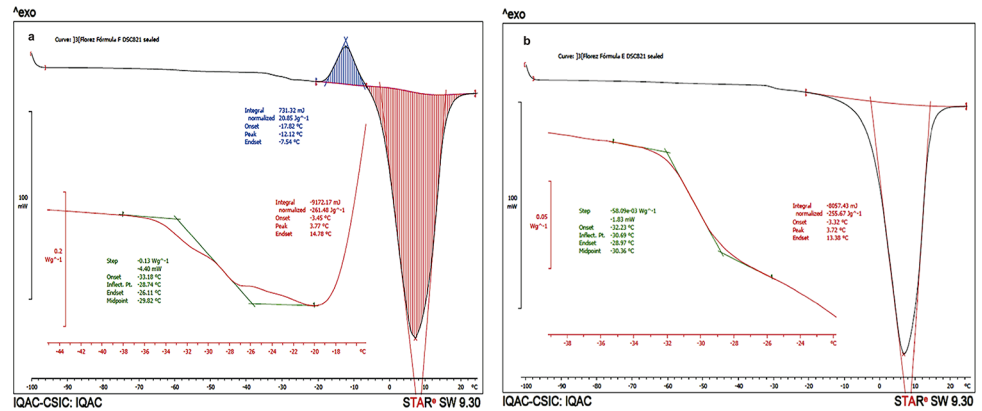 ^exo
a
Curve: ]3[Florez Fórmula F DSC821 sealed
Integral 731.32 mJ
normalized 20.85 Jg^-1
Onset -17.82 °C
Peak -12.12 °C
Endset -7.54 °C
Integral -9172.17 mJ
normalized -261.48 Jg^-1
Onset -3.45 °C
Peak 3.77 °C
Endset 14.78 °C
100
mW
0.2
Wg^-1
Step -0.13 Wg^-1
-4.40 mW
Onset -33.18 °C
Inflect. Pt. -28.74 °C
Endset -26.11 °C
Midpoint -29.82 °C
-44 -40 -36 -32 -28 -24 -20 -16 °C
-100 -90 -80 -70 -60 -50 -40 -30 -20 -10 0 10 20 °C
IQAC-CSIC: IQAC STARe SW 9.30
^exo
b
Curve: ]3[Florez Fórmula E DSC821 sealed
100
mW
0.05
Wg^-1
Step -58.09e-03 Wg^-1
-1.83 mW
Onset -32.23 °C
Inflect. Pt. -30.69 °C
Endset -28.97 °C
Midpoint -30.36 °C
Integral -8057.43 mJ
normalized -255.67 Jg^-1
Onset -3.32 °C
Peak 3.72 °C
Endset 13.38 °C
-38 -36 -34 -32 -30 -28 -26 -24 -22 °C
-100 -90 -80 -70 -60 -50 -40 -30 -20 -10 0 10 20 °C
IQAC-CSIC: IQAC STARe SW 9.30